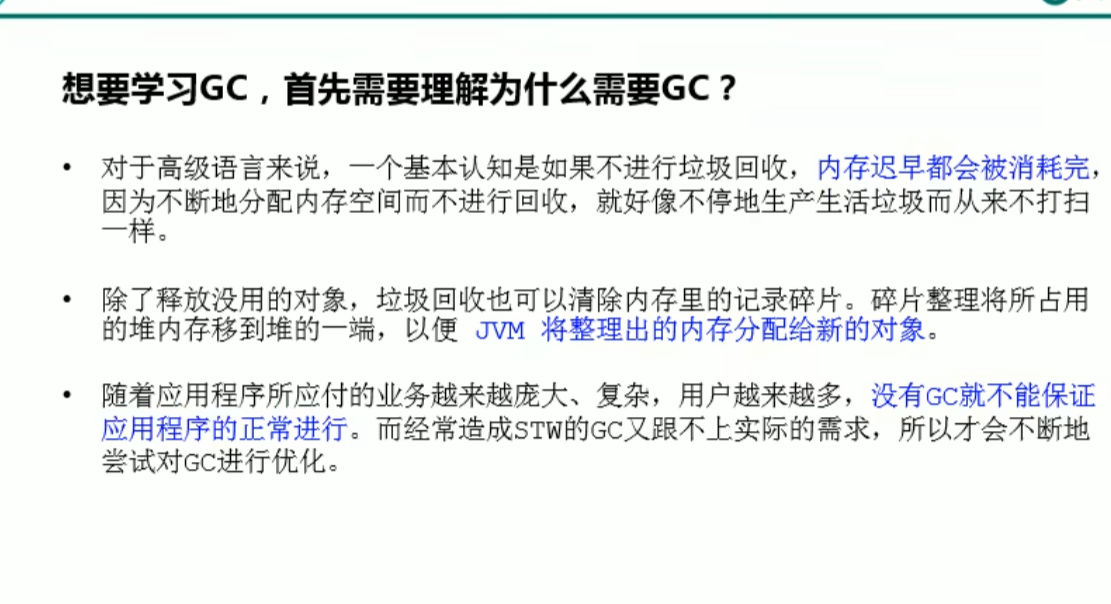 想要学习GC，首先需要理解为什么需要GC？
• 对于高级语言来说，一个基本认知是如果不进行垃圾回收，内存迟早都会被消耗完，
因为不断地分配内存空间而不进行回收，就好像不停地生产生活垃圾而从来不打扫
一样。
• 除了释放没用的对象，垃圾回收也可以清除内存里的记录碎片。碎片整理将所占用
的堆内存移到堆的一端，以便 JVM 将整理出的内存分配给新的对象。
• 随着应用程序所应付的业务越来越庞大、复杂，用户越来越多，没有GC就不能保证
应用程序的正常进行。而经常造成STW的GC又跟不上实际的需求，所以才会不断地
尝试对GC进行优化。